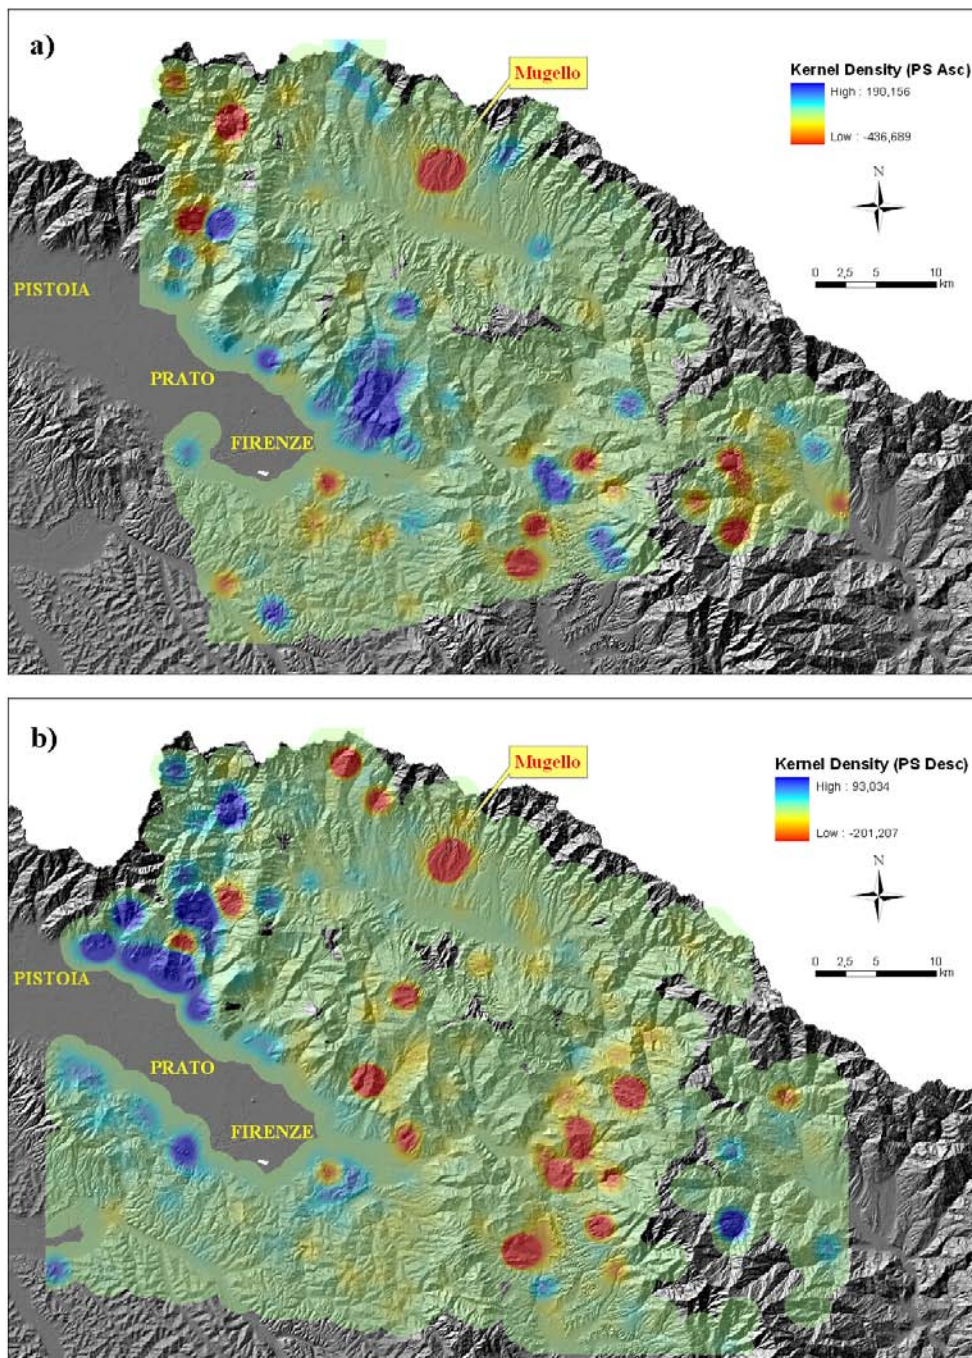 a)
Mugello
Kernel Density (PS Asc)
High : 190,156
Low : -436,689
N
0 2,5 5 10
km
PISTOIA
PRATO
FIRENZE
b)
Mugello
Kernel Density (PS Desc)
High : 93,034
Low : -201,207
N
0 2,5 5 10
km
PISTOIA
PRATO
FIRENZE